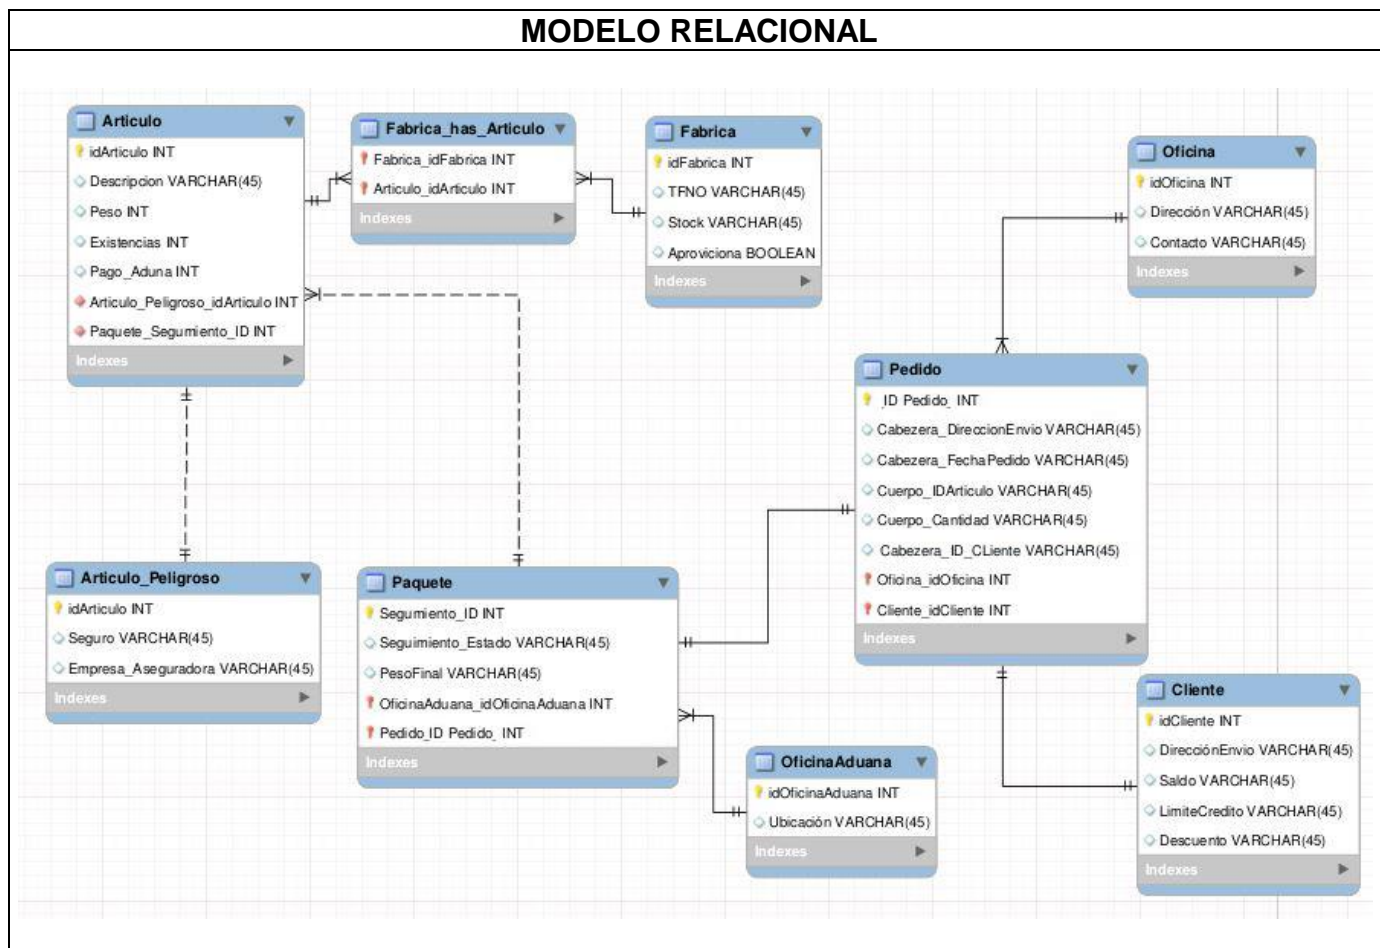 MODELO RELACIONAL
Articulo
idArticulo INT
Descripcion VARCHAR(45)
Peso INT
Existencias INT
Pago_Aduna INT
Articulo_Peligroso_idArticulo INT
Paquete_Segumiento_ID INT
Indexes
Fabrica_has_Articulo
Fabrica_idFabrica INT
Articulo_idArticulo INT
Indexes
Fabrica
idFabrica INT
TFNO VARCHAR(45)
Stock VARCHAR(45)
Aproviciona BOOLEAN
Indexes
Oficina
idOficina INT
Dirección VARCHAR(45)
Contacto VARCHAR(45)
Indexes
Pedido
_ID Pedido_ INT
Cabezera_DireccionEnvio VARCHAR(45)
Cabezera_FechaPedido VARCHAR(45)
Cuerpo_IDArticulo VARCHAR(45)
Cuerpo_Cantidad VARCHAR(45)
Cabezera_ID_CLiente VARCHAR(45)
Oficina_idOficina INT
Cliente_idCliente INT
Indexes
Articulo_Peligroso
idArticulo INT
Seguro VARCHAR(45)
Empresa_Aseguradora VARCHAR(45)
Indexes
Paquete
Segumiento_ID INT
Seguimiento_Estado VARCHAR(45)
PesoFinal VARCHAR(45)
OficinaAduana_idOficinaAduana INT
Pedido_ID Pedido_ INT
Indexes
OficinaAduana
idOficinaAduana INT
Ubicación VARCHAR(45)
Indexes
Cliente
idCliente INT
DirecciónEnvio VARCHAR(45)
Saldo VARCHAR(45)
LimiteCredito VARCHAR(45)
Descuento VARCHAR(45)
Indexes